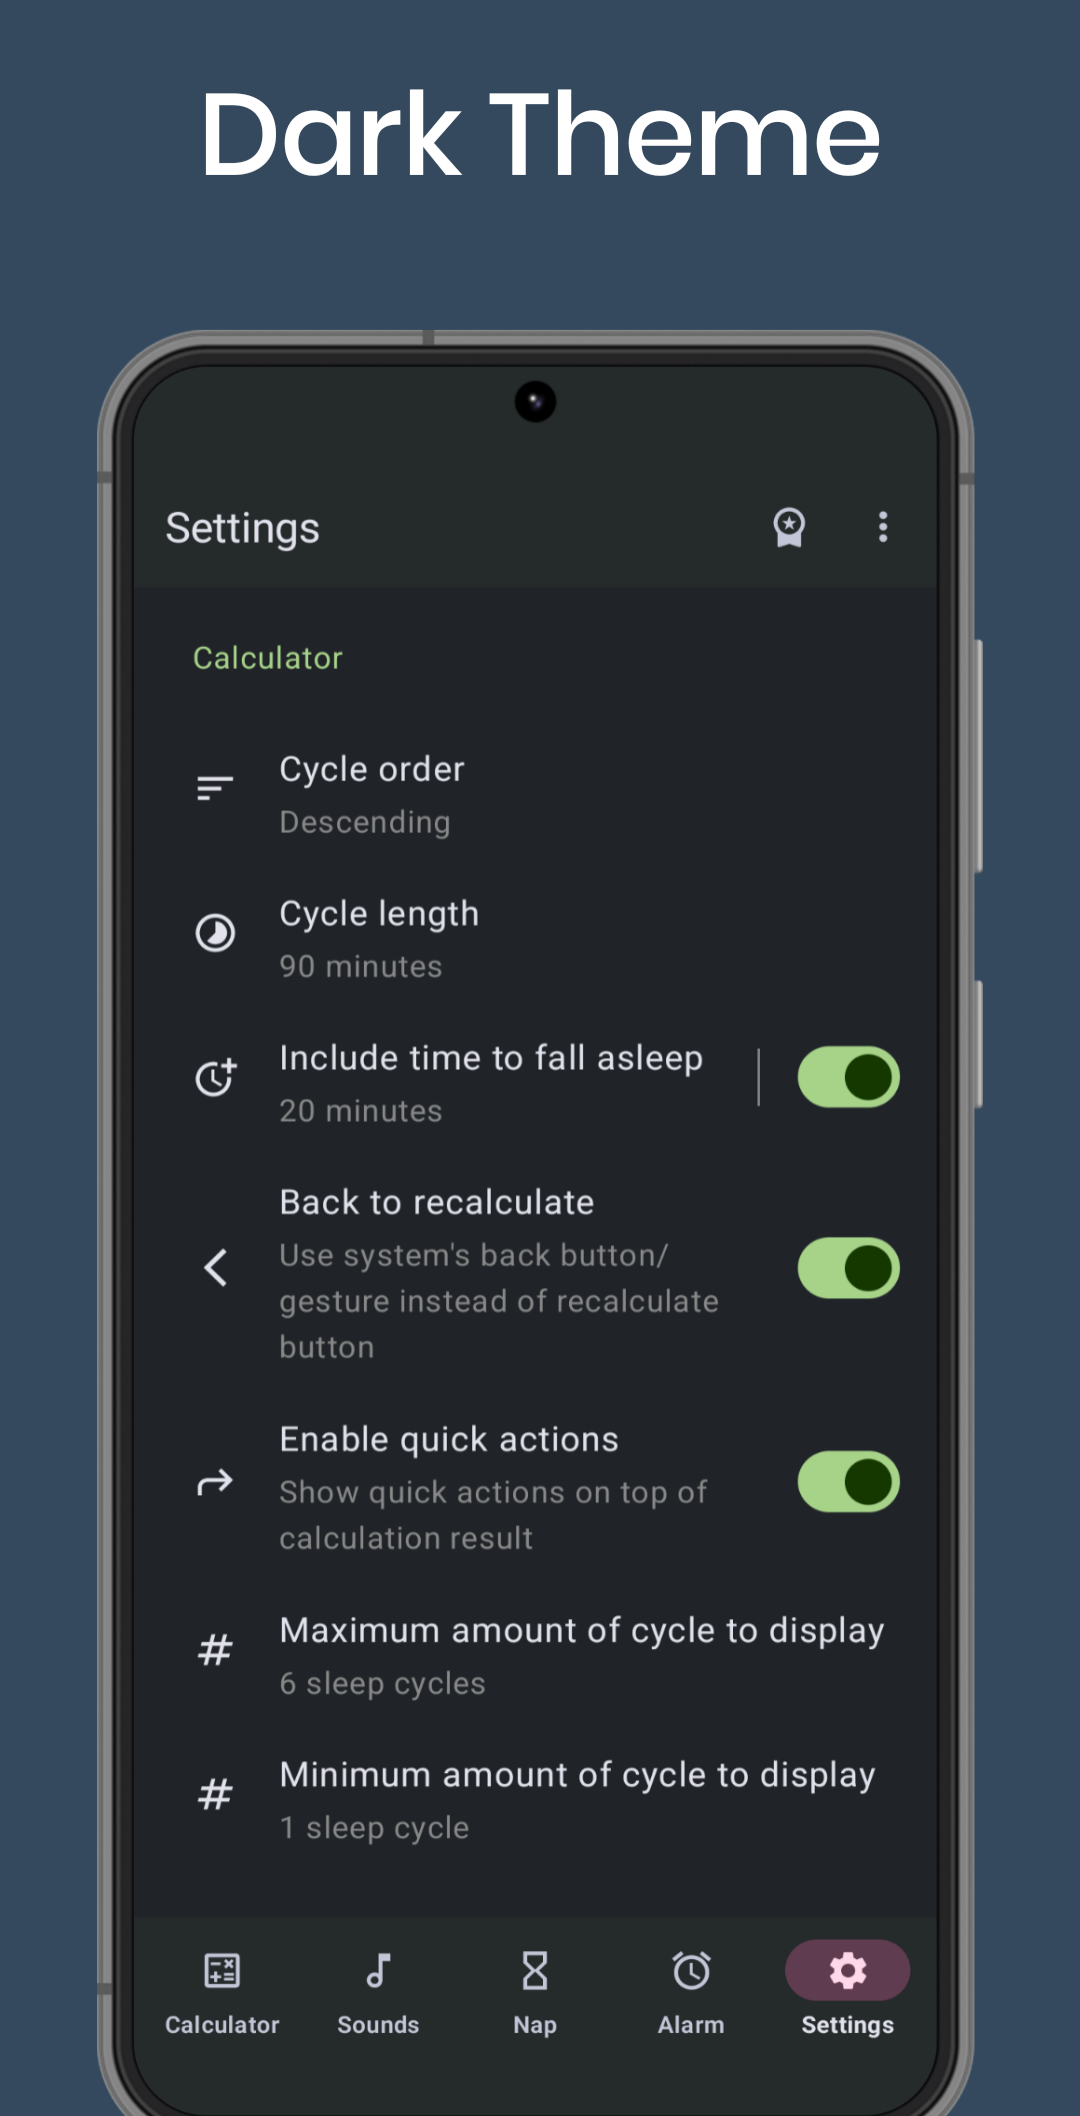 Dark Theme
Settings
Calculator
Cycle order
Descending
Cycle length
90 minutes
Include time to fall asleep
20 minutes
Back to recalculate
Use system's back button/
gesture instead of recalculate
button
Enable quick actions
Show quick actions on top of
calculation result
Maximum amount of cycle to display
6 sleep cycles
Minimum amount of cycle to display
1 sleep cycle
Calculator Sounds Nap Alarm Settings